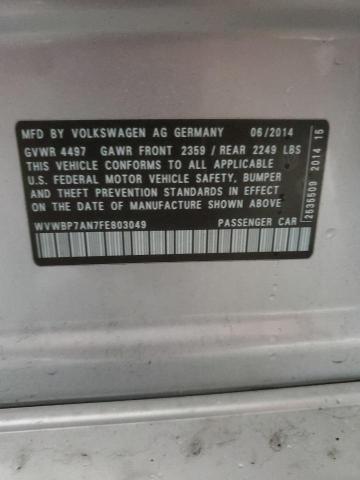 MFD BY VOLKSWAGEN AG GERMANY 06/2014
GVWR 4497 GAWR FRONT 2359 / REAR 2249 LBS
THIS VEHICLE CONFORMS TO ALL APPLICABLE
U.S. FEDERAL MOTOR VEHICLE SAFETY, BUMPER
AND THEFT PREVENTION STANDARDS IN EFFECT
ON THE DATE OF MANUFACTURE SHOWN ABOVE
WVWBP7AN7FE803049 PASSENGER CAR
2535509 2014 15